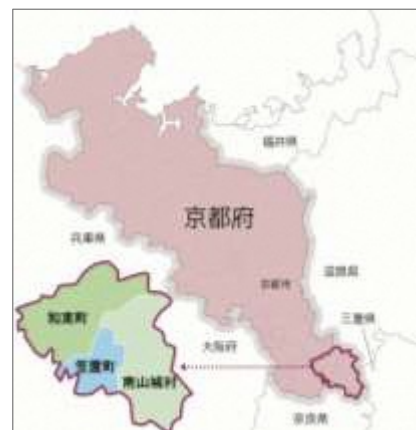 福井県
京都府
兵庫県
滋賀県
京都市
三重県
和束町
大阪府
笠置町
南山城村
奈良県